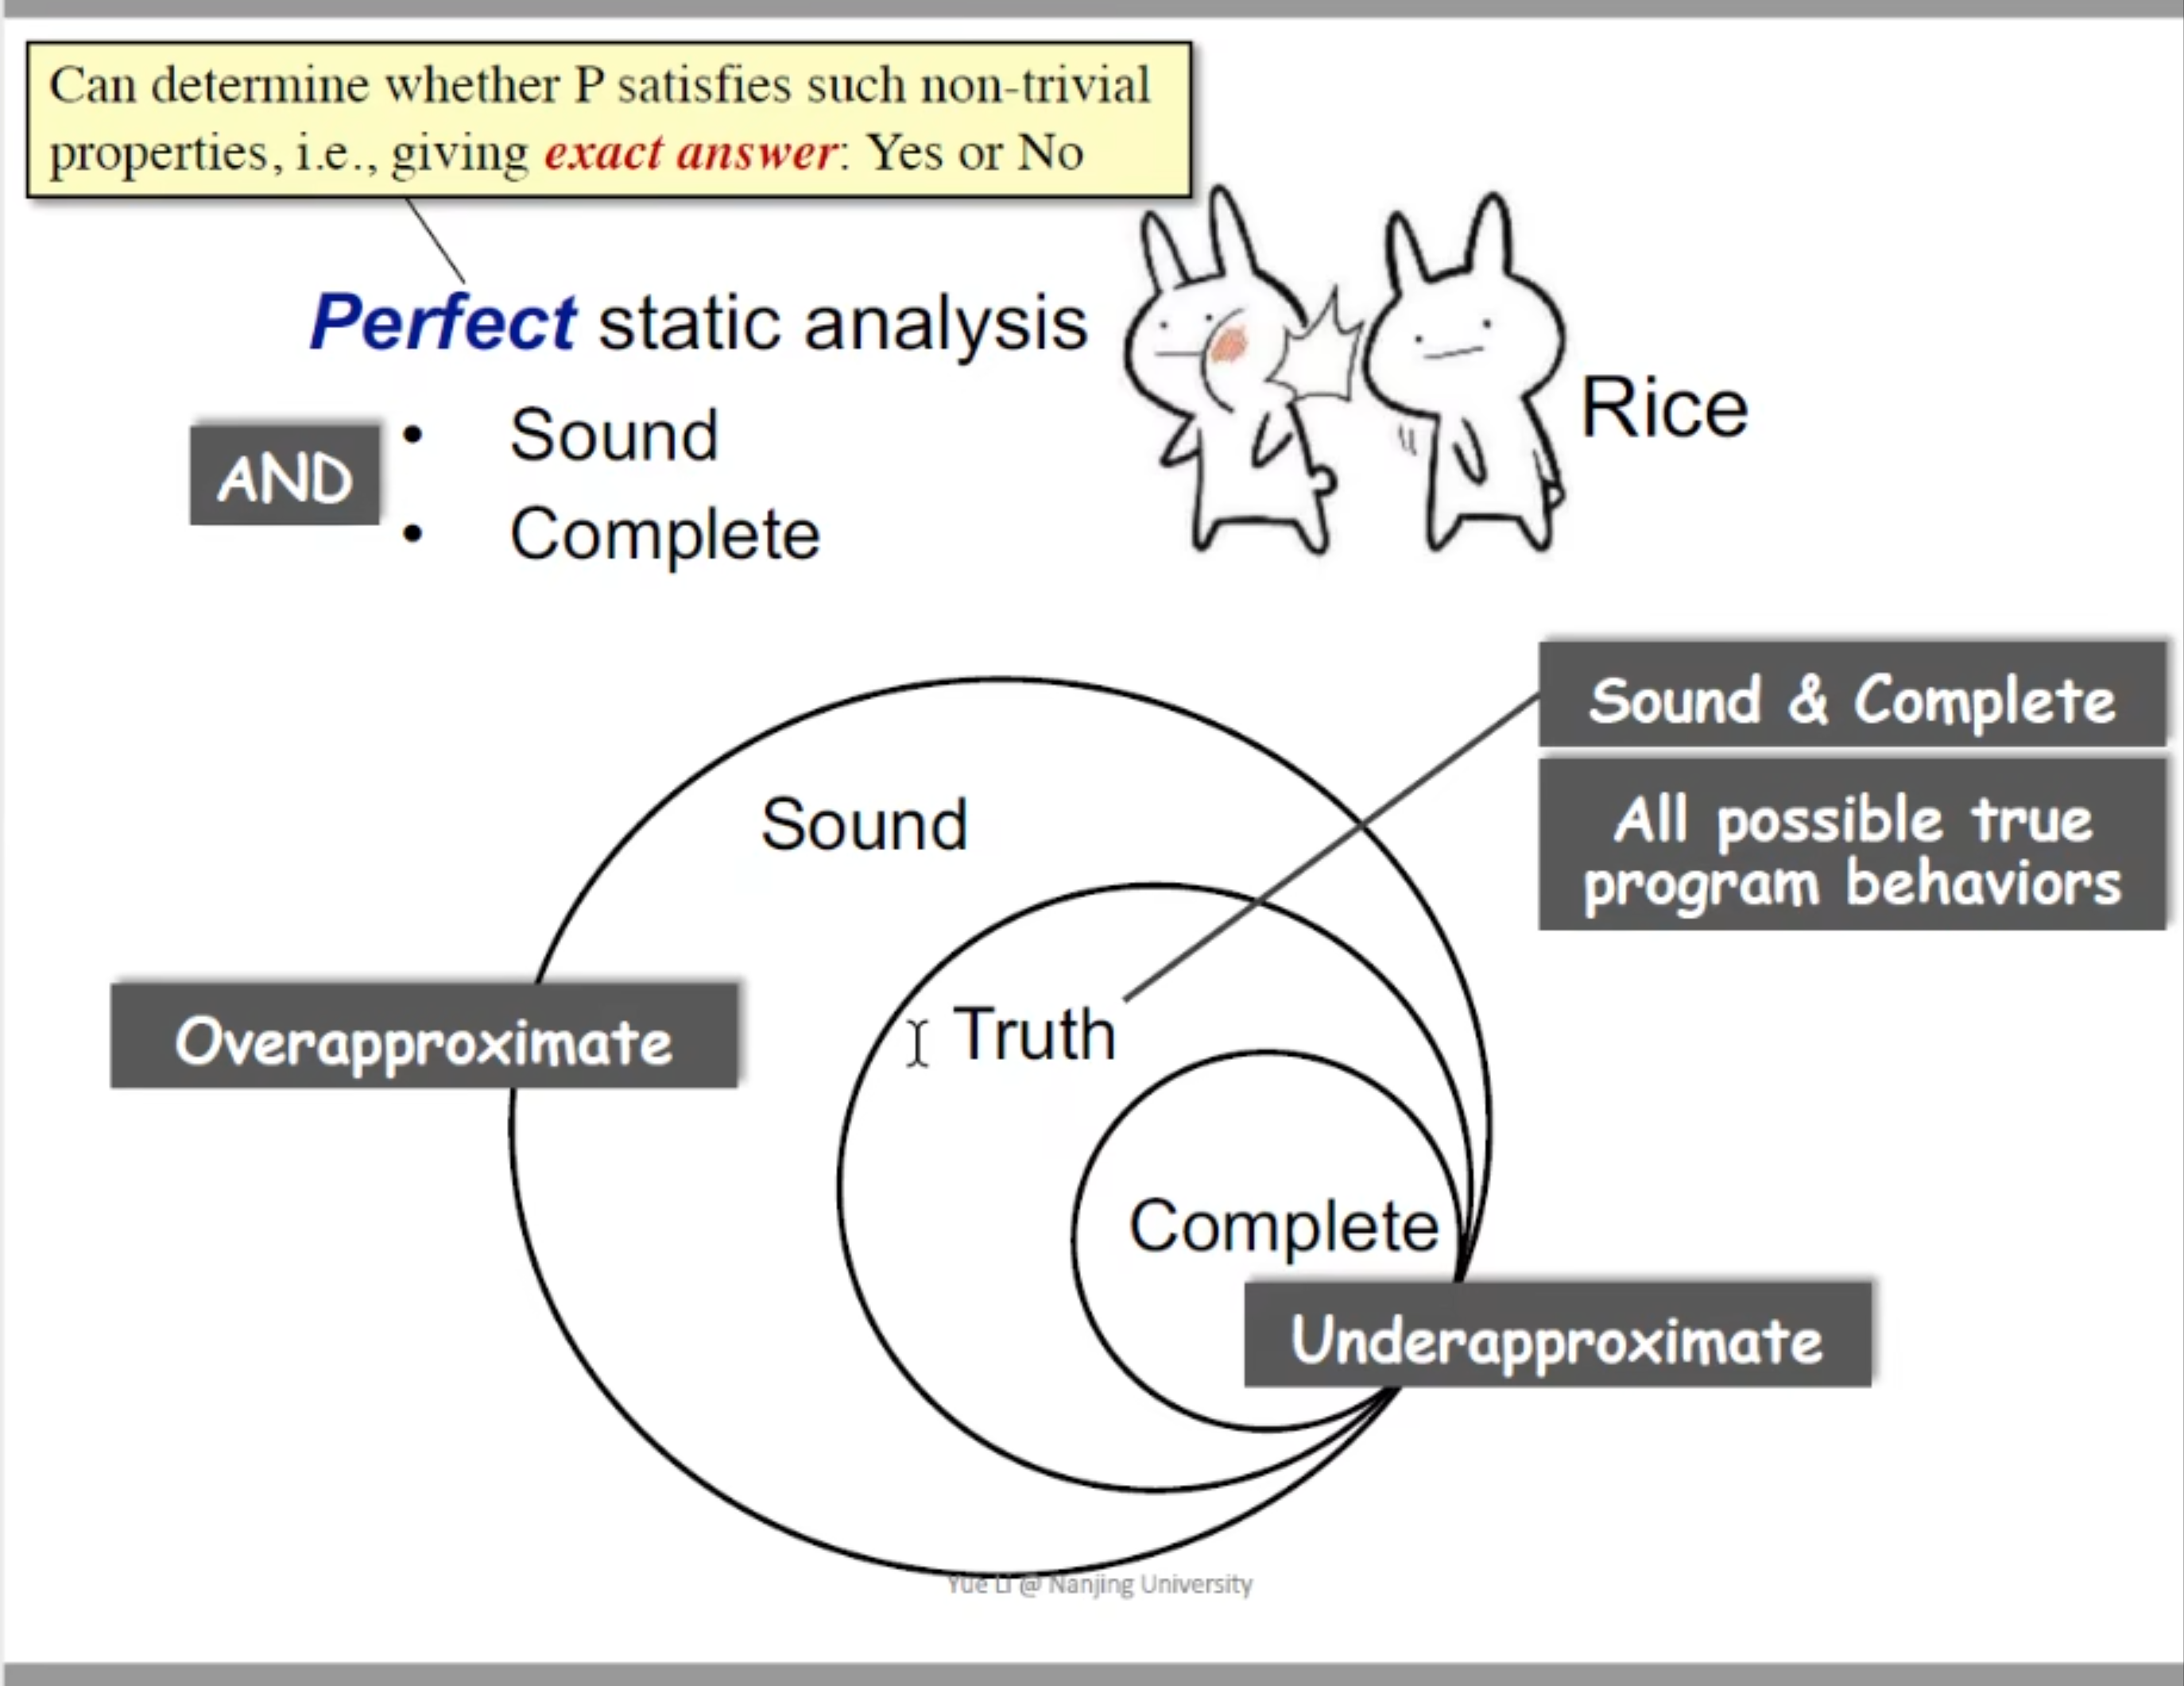 Can determine whether P satisfies such non-trivial
properties, i.e., giving exact answer: Yes or No
Perfect static analysis
AND
• Sound
• Complete
Rice
Sound & Complete
All possible true
program behaviors
Sound
Overapproximate
Truth
Complete
Underapproximate
Yue Li @ Nanjing University